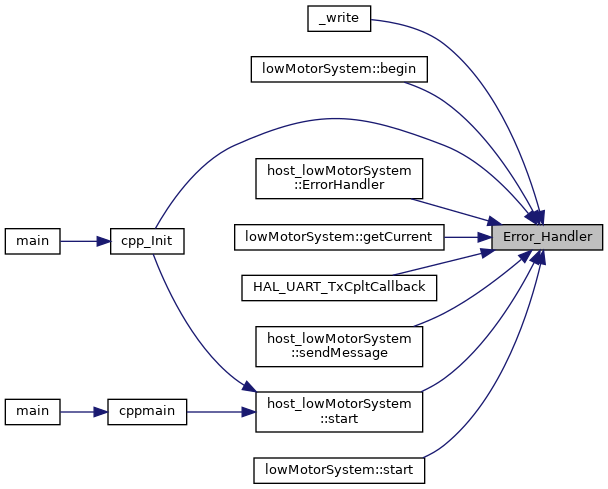 _write
lowMotorSystem::begin
host_lowMotorSystem
::ErrorHandler
main
cpp_Init
lowMotorSystem::getCurrent
Error_Handler
HAL_UART_TxCpltCallback
host_lowMotorSystem
::sendMessage
main
cppmain
host_lowMotorSystem
::start
lowMotorSystem::start